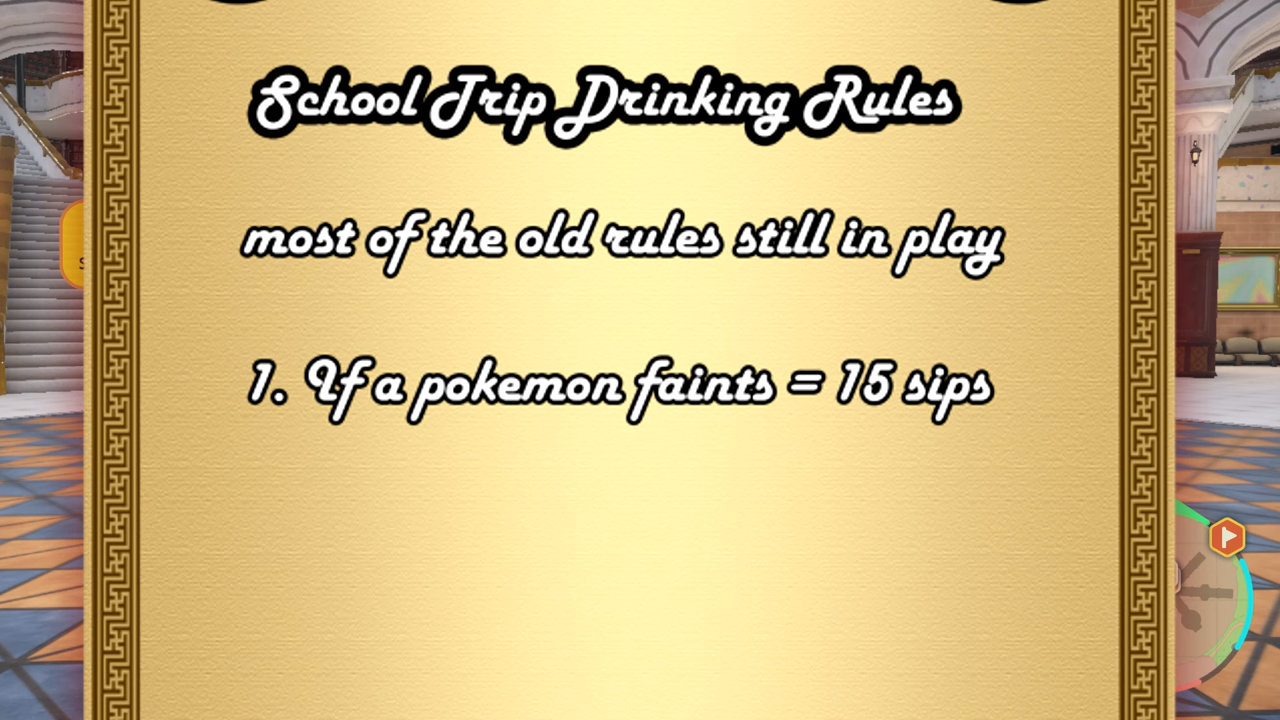 School Trip Drinking Rules
most of the old rules still in play
1. If a pokemon faints = 15 sips